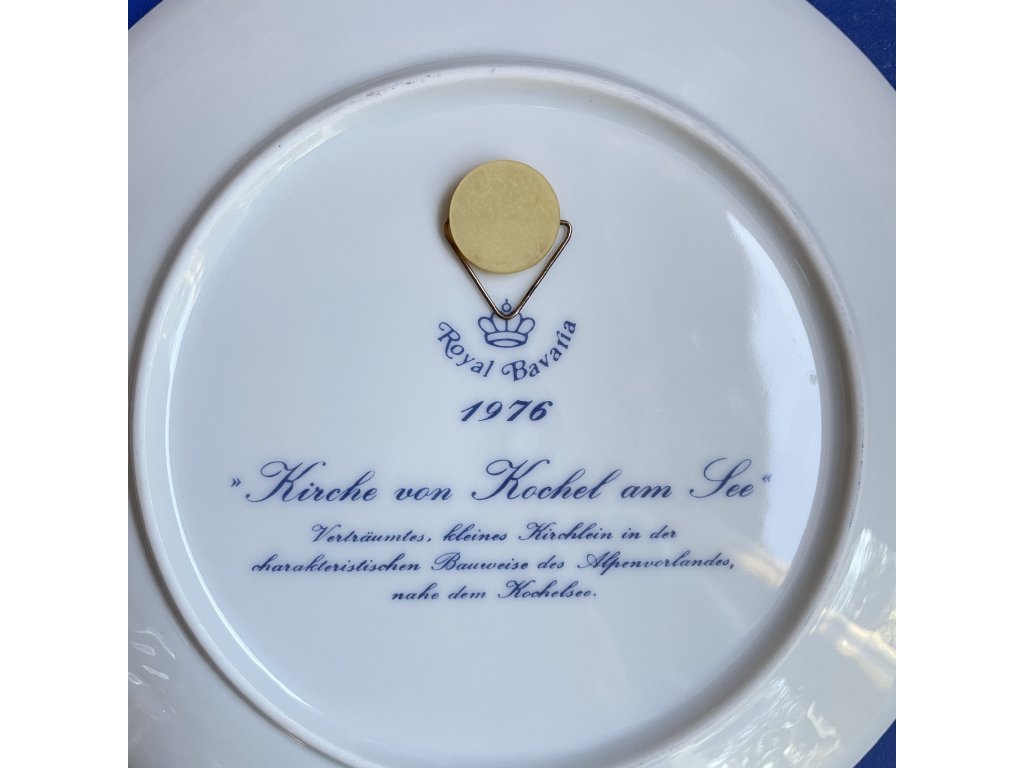 Royal Bavaria
1976
»Kirche von Kochel am See«
Verträumtes, kleines Kirchlein in der
charakteristischen Bauweise des Alpenvorlandes,
nahe dem Kochelsee.